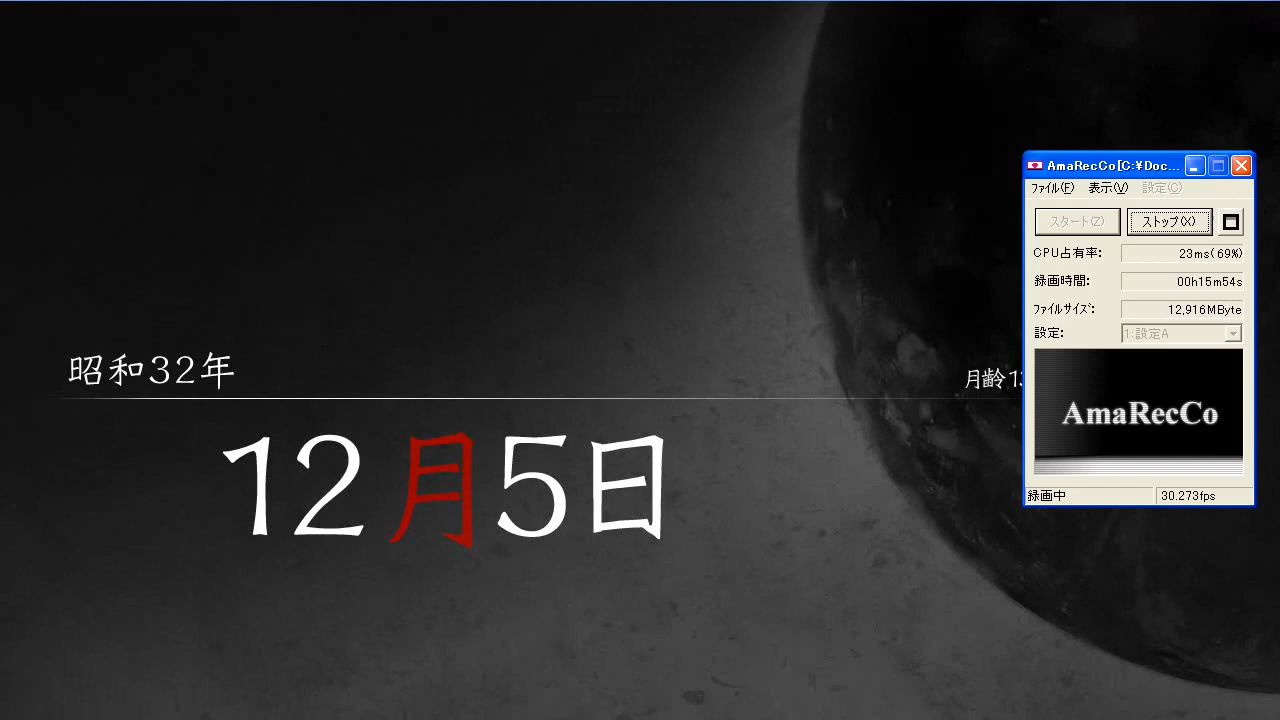 昭和32年
月齢 13
12月5日
AmaRecCo[C:¥Doc...
ファイル(F) 表示(V) 設定(C)
スタート(Z) ストップ(X)
CPU占有率: 23ms(69%)
録画時間: 00h15m54s
ファイルサイズ: 12,916MByte
設定: 1:設定A
AmaRecCo
録画中 30.273fps